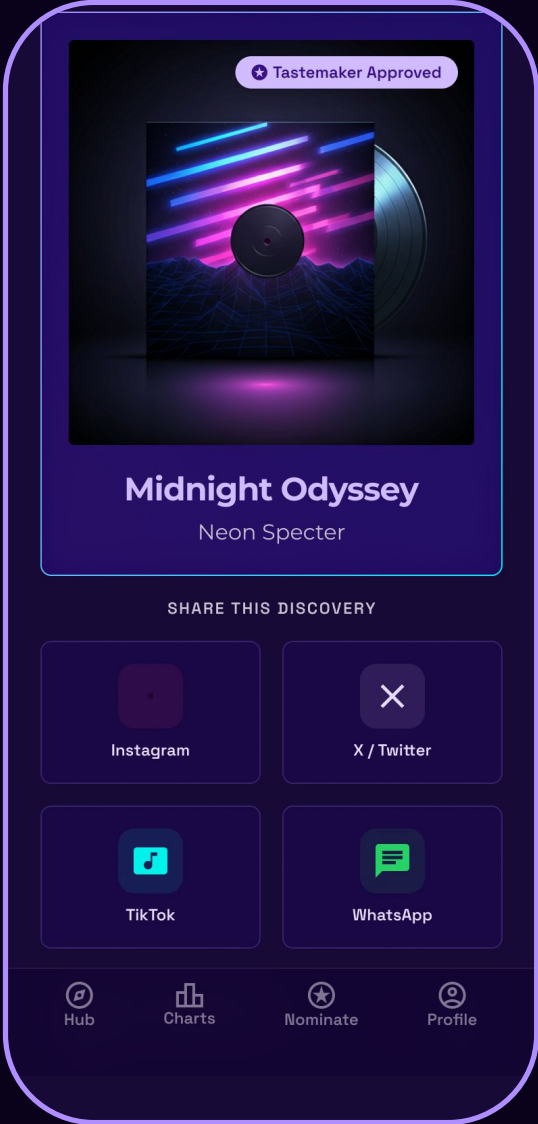 Tastemaker Approved
Midnight Odyssey
Neon Specter
SHARE THIS DISCOVERY
Instagram
X / Twitter
TikTok
WhatsApp
Hub
Charts
Nominate
Profile